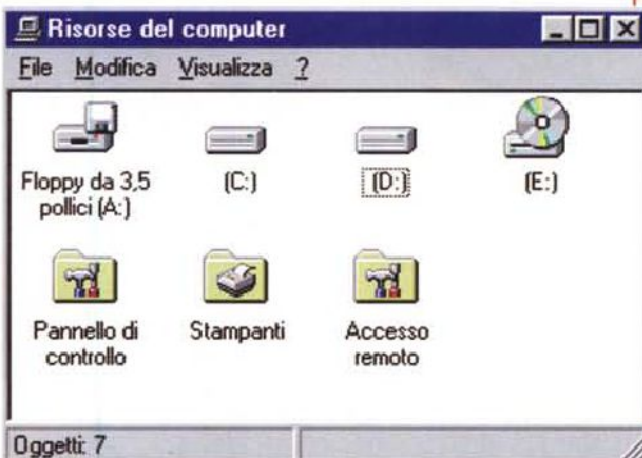 Risorse del computer
File Modifica Visualizza ?
Floppy da 3,5
pollici (A:)
(C:)
(D:)
(E:)
Pannello di
controllo
Stampanti
Accesso
remoto
Oggetti: 7